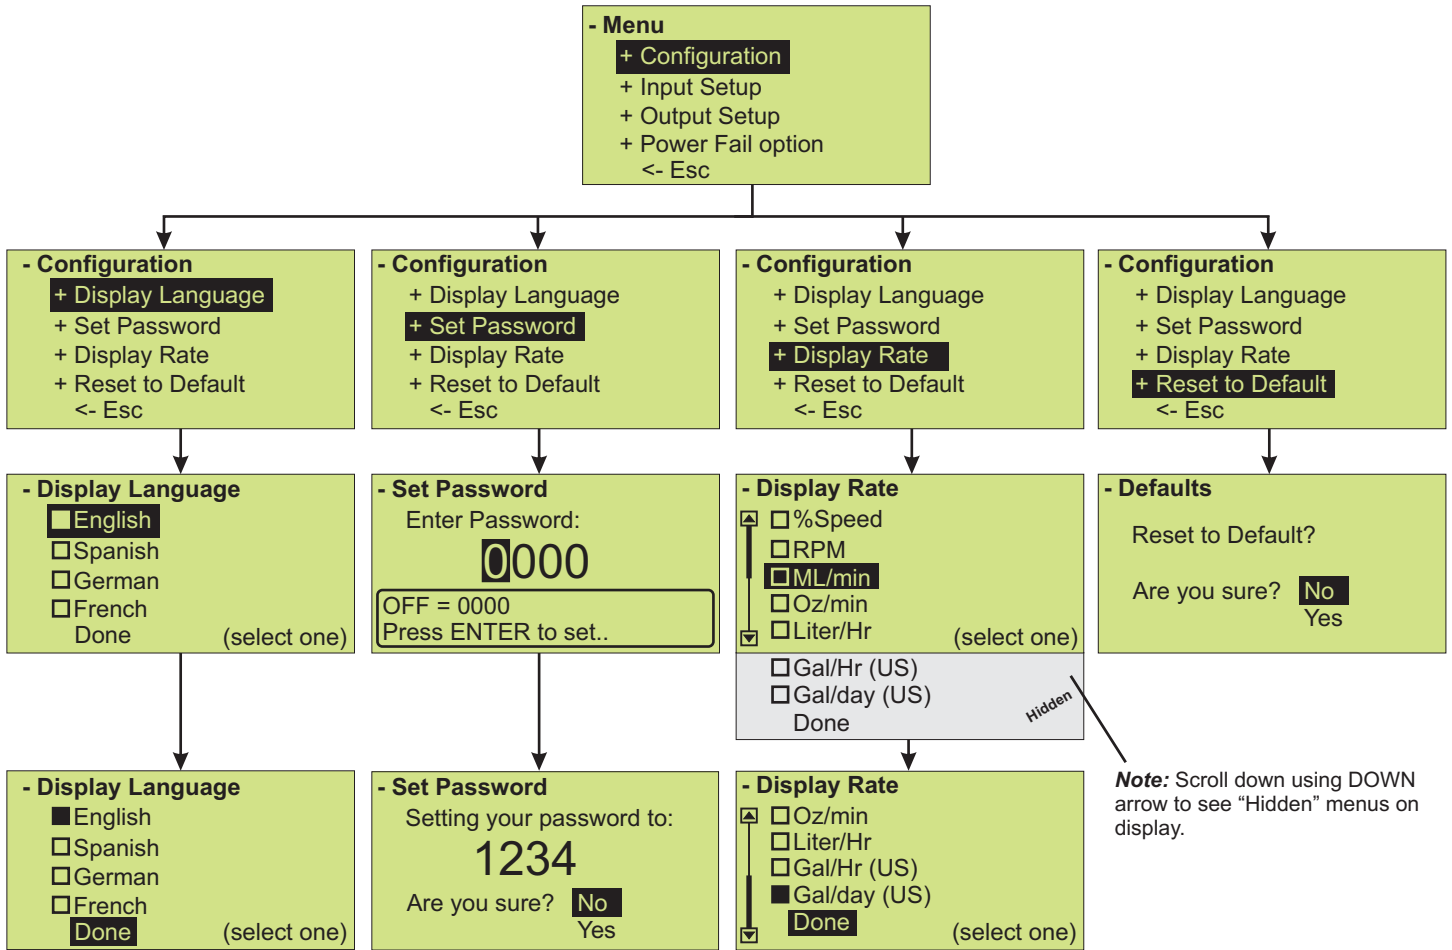 - Menu
+ Configuration
+ Input Setup
+ Output Setup
+ Power Fail option
<- Esc
- Configuration
+ Display Language
+ Set Password
+ Display Rate
+ Reset to Default
<- Esc
- Configuration
+ Display Language
+ Set Password
+ Display Rate
+ Reset to Default
<- Esc
- Configuration
+ Display Language
+ Set Password
+ Display Rate
+ Reset to Default
<- Esc
- Configuration
+ Display Language
+ Set Password
+ Display Rate
+ Reset to Default
<- Esc
- Display Language
English
Spanish
German
French
Done (select one)
- Set Password
Enter Password:
0000
OFF = 0000
Press ENTER to set..
- Display Rate
%Speed
RPM
ML/min
Oz/min
Liter/Hr (select one)
Gal/Hr (US)
Gal/day (US)
Done
Hidden
- Defaults
Reset to Default?
Are you sure? No
Yes
Note: Scroll down using DOWN
arrow to see “Hidden” menus on
display.
- Display Language
English
Spanish
German
French
Done (select one)
- Set Password
Setting your password to:
1234
Are you sure? No
Yes
- Display Rate
Oz/min
Liter/Hr
Gal/Hr (US)
Gal/day (US)
Done (select one)